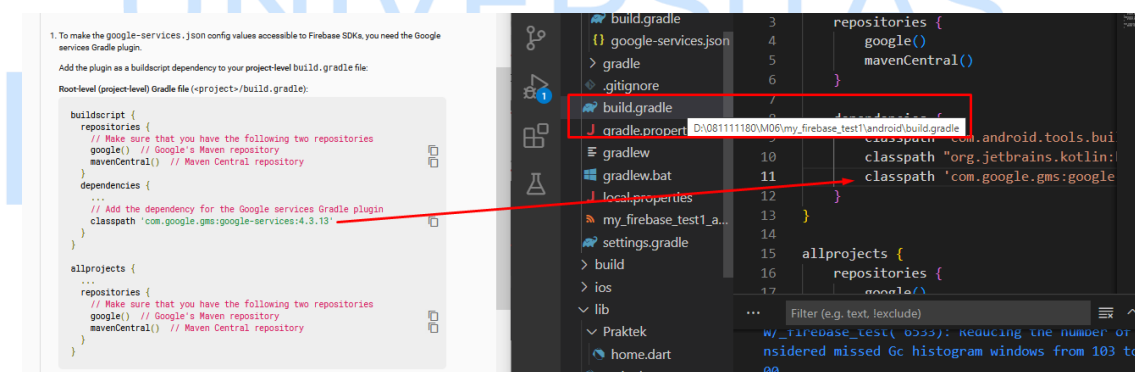 UNIVERSITAS
1. To make the google-services.json config values accessible to Firebase SDKs, you need the Google
services Gradle plugin.
Add the plugin as a buildscript dependency to your project-level build.gradle file:
Root-level (project-level) Gradle file (<project>/build.gradle):
buildscript {
repositories {
// Make sure that you have the following two repositories
google() // Google's Maven repository
mavenCentral() // Maven Central repository
}
dependencies {
...
// Add the dependency for the Google services Gradle plugin
classpath 'com.google.gms:google-services:4.3.13'
}
}
allprojects {
...
repositories {
// Make sure that you have the following two repositories
google() // Google's Maven repository
mavenCentral() // Maven Central repository
}
}
1
build.gradle
{} google-services.json
> gradle
.gitignore
build.gradle
gradle.propert
D:\081111180\M06\my_firebase_test1\android\build.gradle
gradlew
gradlew.bat
local.properties
my_firebase_test1_a...
settings.gradle
> build
> ios
lib
Praktek
home.dart
3 repositories {
4 google()
5 mavenCentral()
6 }
7
dependencies {
9 classpath 'com.android.tools.bui
10 classpath "org.jetbrains.kotlin:
11 classpath 'com.google.gms:google
12 }
13 }
14
15 allprojects {
16 repositories {
17 google()
... Filter (e.g. text, !exclude)
W/_firebase_test( 6533): Reducing the number of
nsidered missed Gc histogram windows from 103 to
00